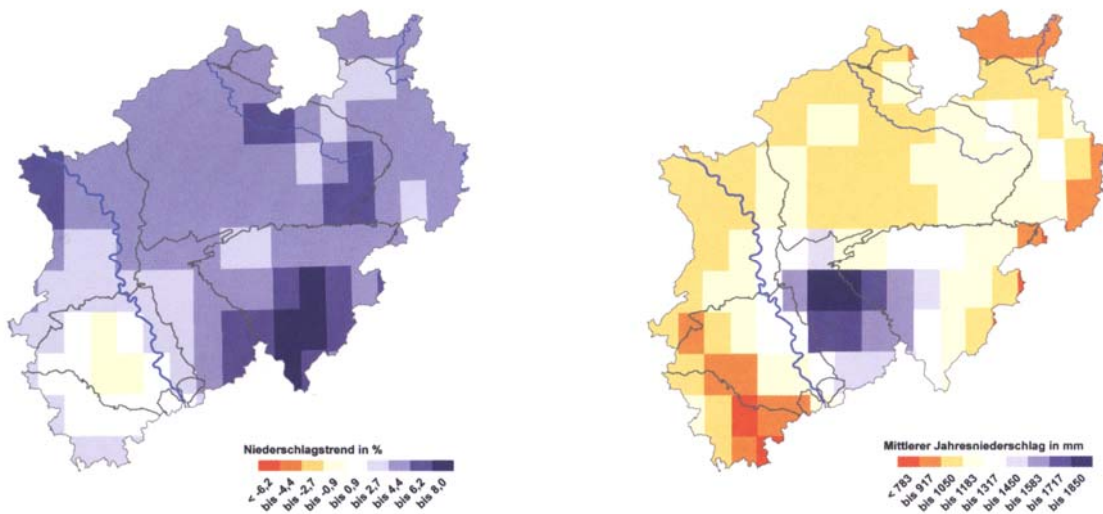 Niederschlagstrend in %
< -6,2
bis -4,4
bis -2,7
bis -0,9
bis 0,9
bis 2,7
bis 4,4
bis 6,2
bis 8,0
Mittlerer Jahresniederschlag in mm
< 783
bis 917
bis 1050
bis 1183
bis 1317
bis 1450
bis 1583
bis 1717
bis 1850